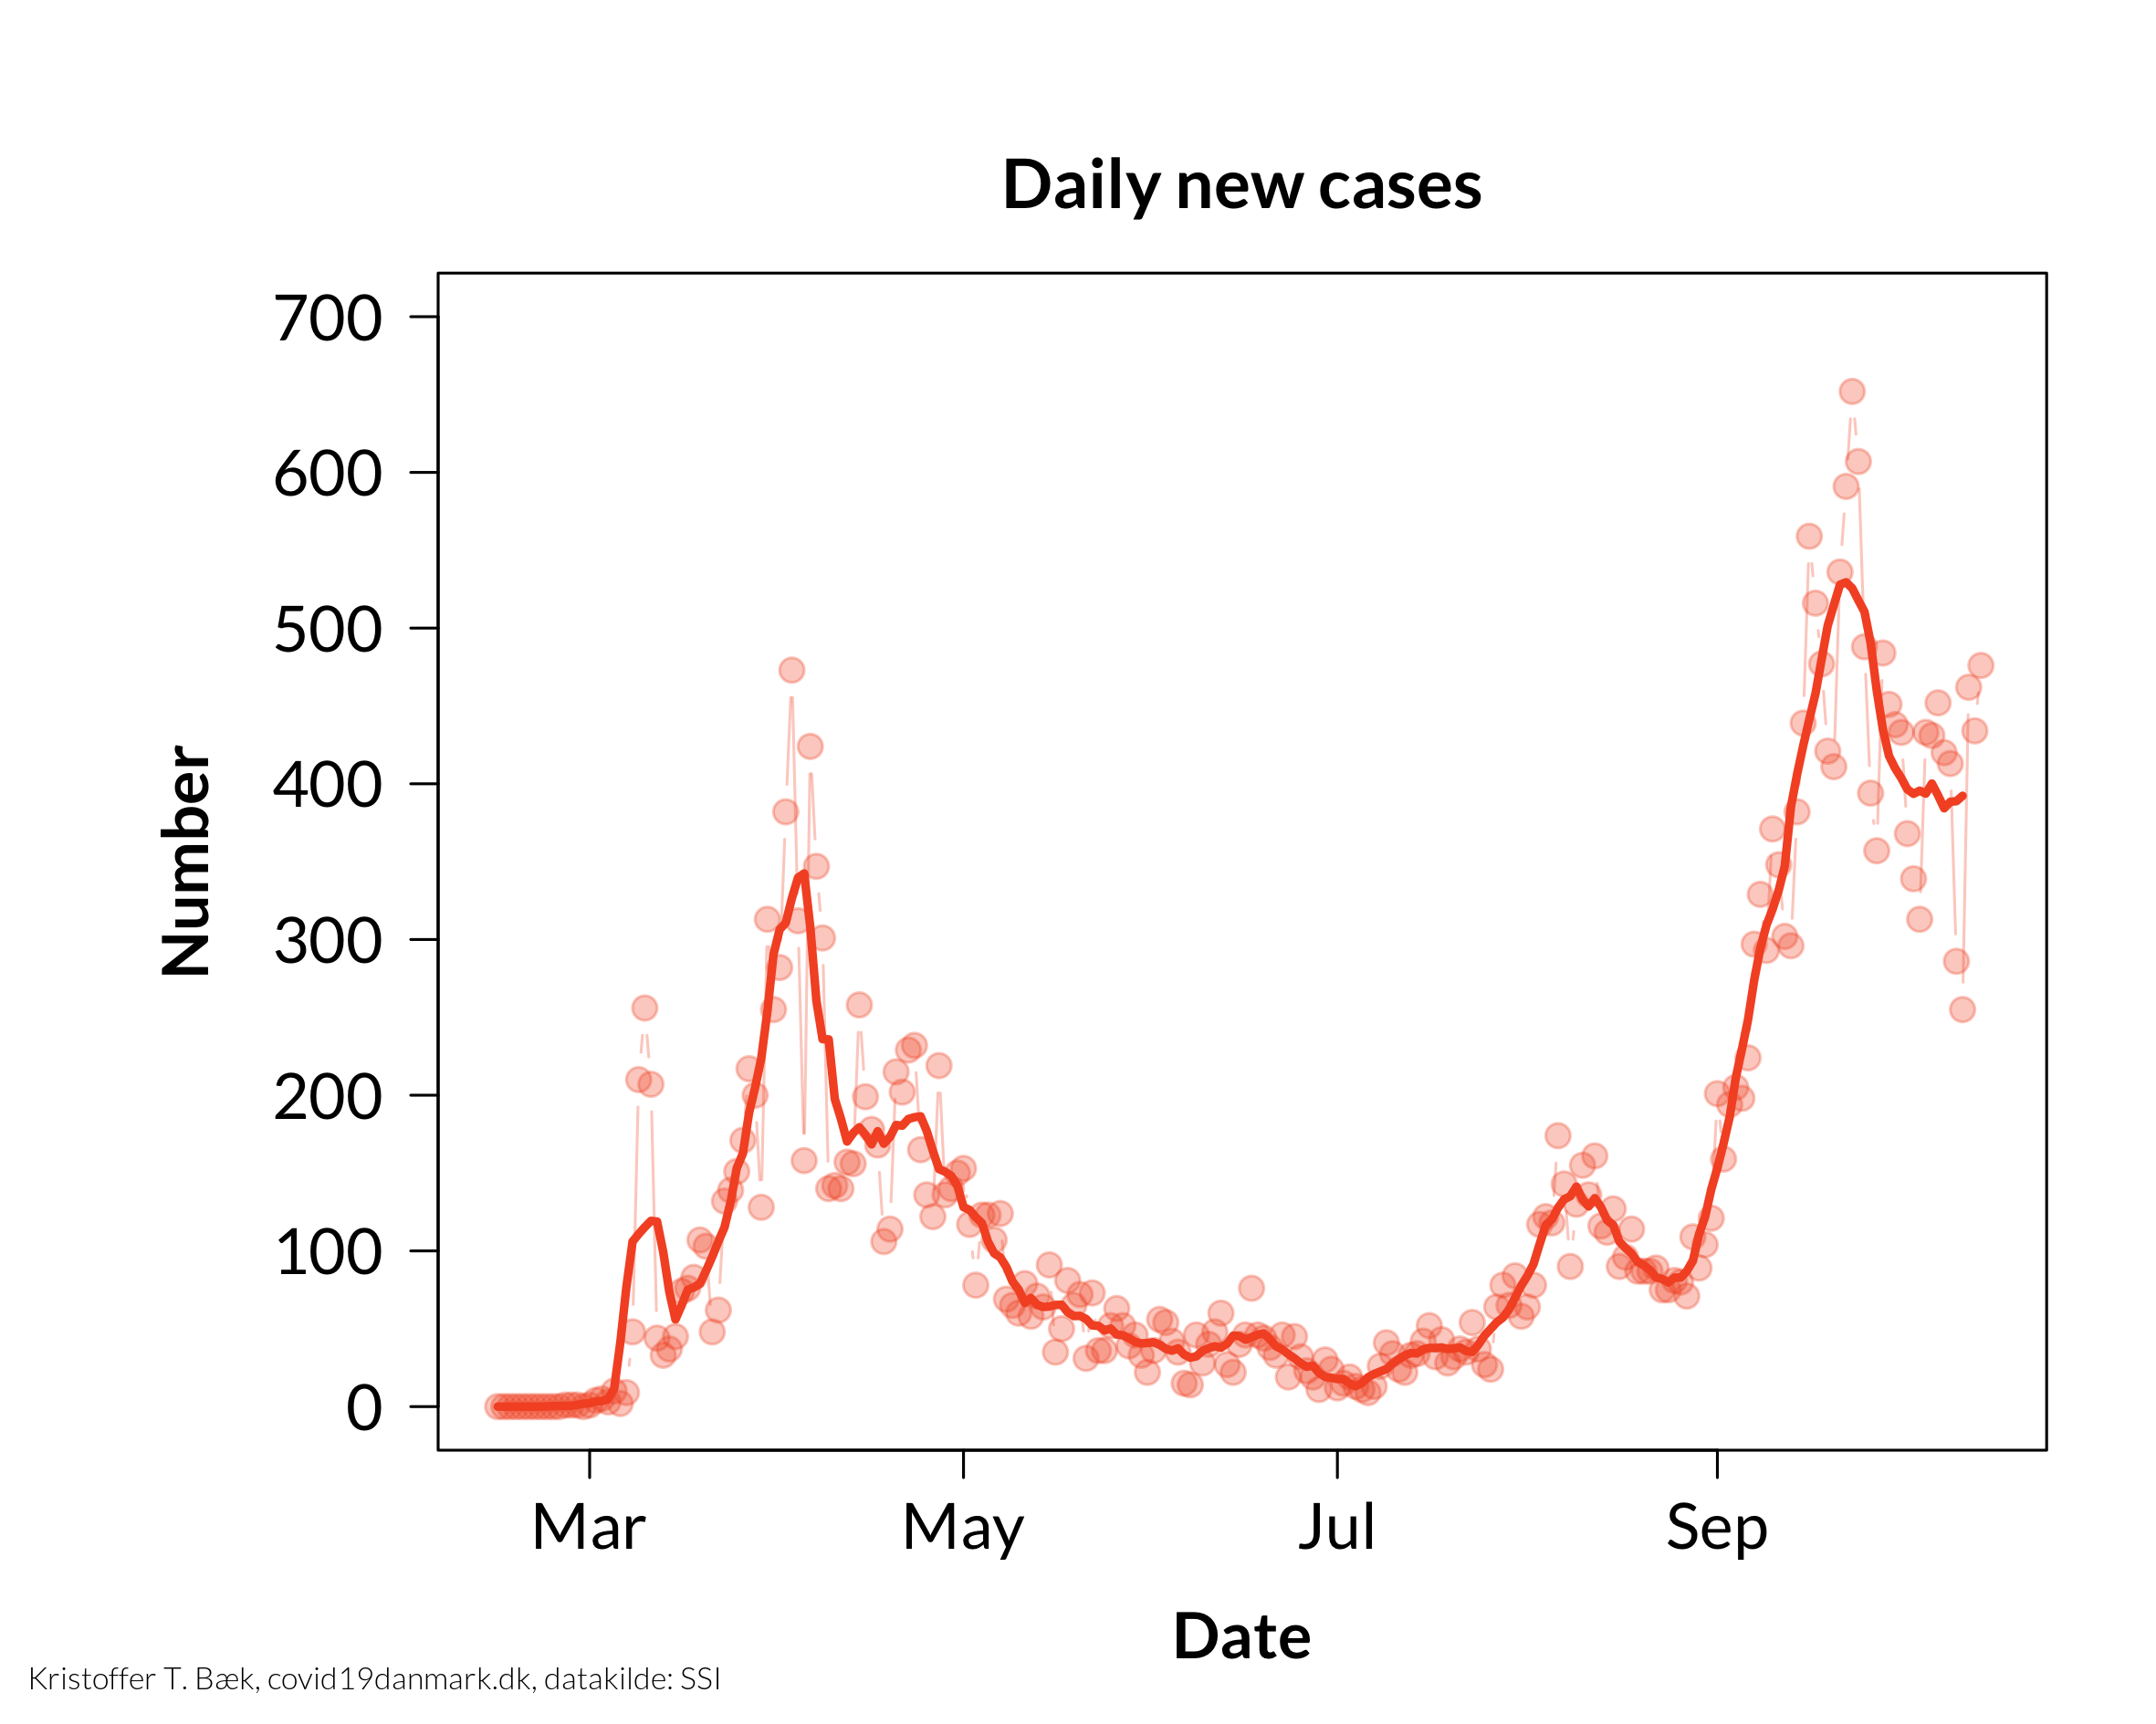 Daily new cases
700
600
500
400
300
200
100
0
Number
Mar May Jul Sep
Date
Kristoffer T. Bæk, covid19danmark.dk, datakilde: SSI